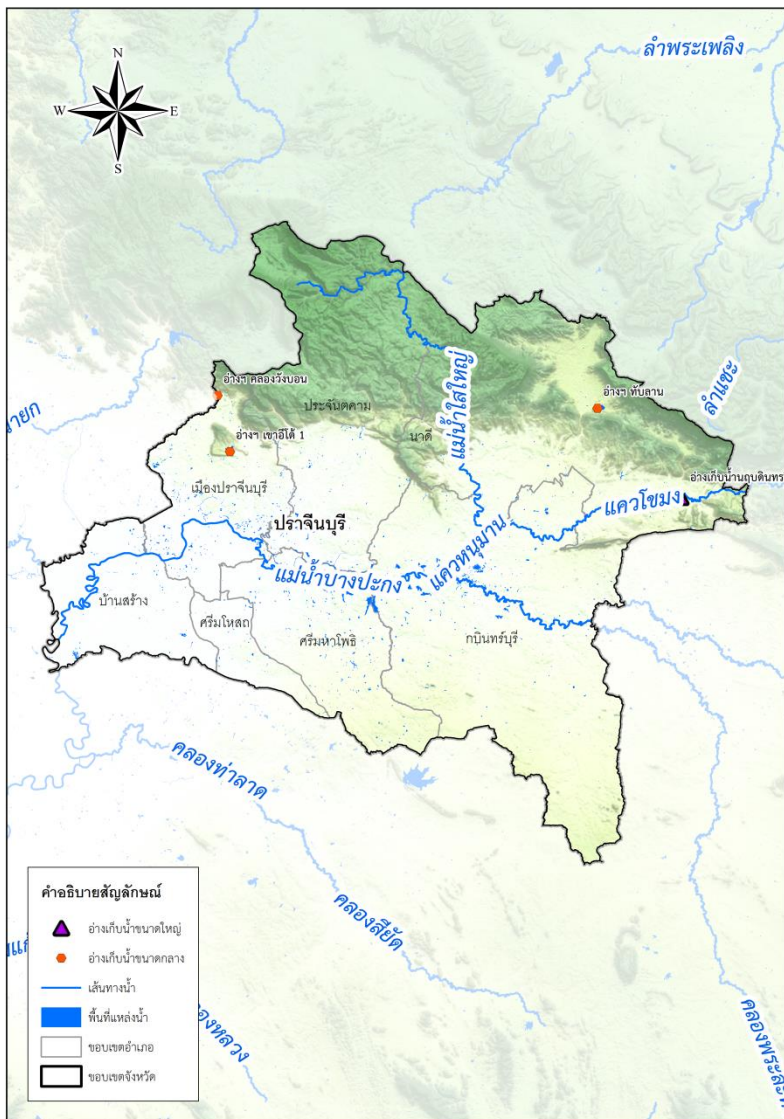 N
W E
S
ลำพระเพลิง
ลำแชะ
แม่น้ำใสใหญ่
อ่างฯ คลองวังบอน
อ่างฯ ทับลาน
ประจันตคาม
นาดี
อ่างฯ เขาอีโต้ 1
อ่างเก็บน้ำนฤบดินทร
เมืองปราจีนบุรี
แควโขมง
ปราจีนบุรี
แควหนุมาน
แม่น้ำบางปะกง
บ้านสร้าง
ศรีมโหสถ
ศรีมหาโพธิ
กบินทร์บุรี
คลองท่าลาด
คลองสียัด
คำอธิบายสัญลักษณ์
อ่างเก็บน้ำขนาดใหญ่
อ่างเก็บน้ำขนาดกลาง
เส้นทางน้ำ
พื้นที่แหล่งน้ำ
ขอบเขตอำเภอ
ขอบเขตจังหวัด